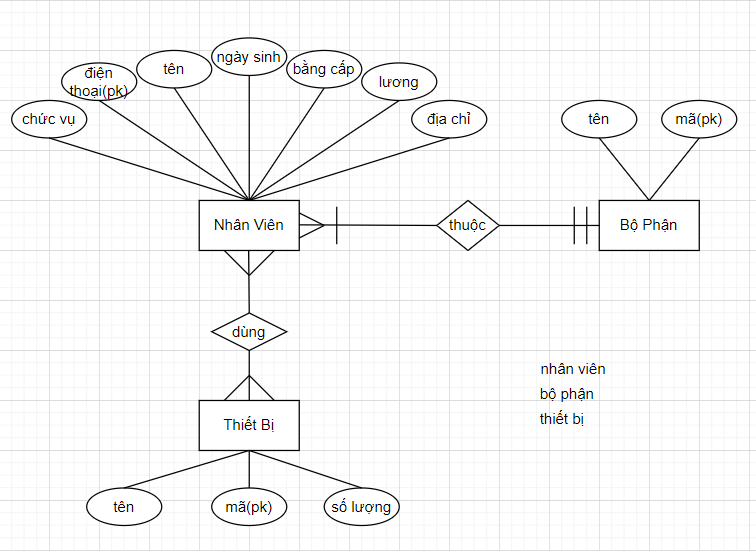 ngày sinh
điện
thoại(pk)
tên
bằng cấp
lương
chức vụ
địa chỉ
tên
mã(pk)
Nhân Viên
thuộc
Bộ Phận
dùng
nhân viên
bộ phận
thiết bị
Thiết Bị
tên
mã(pk)
số lượng